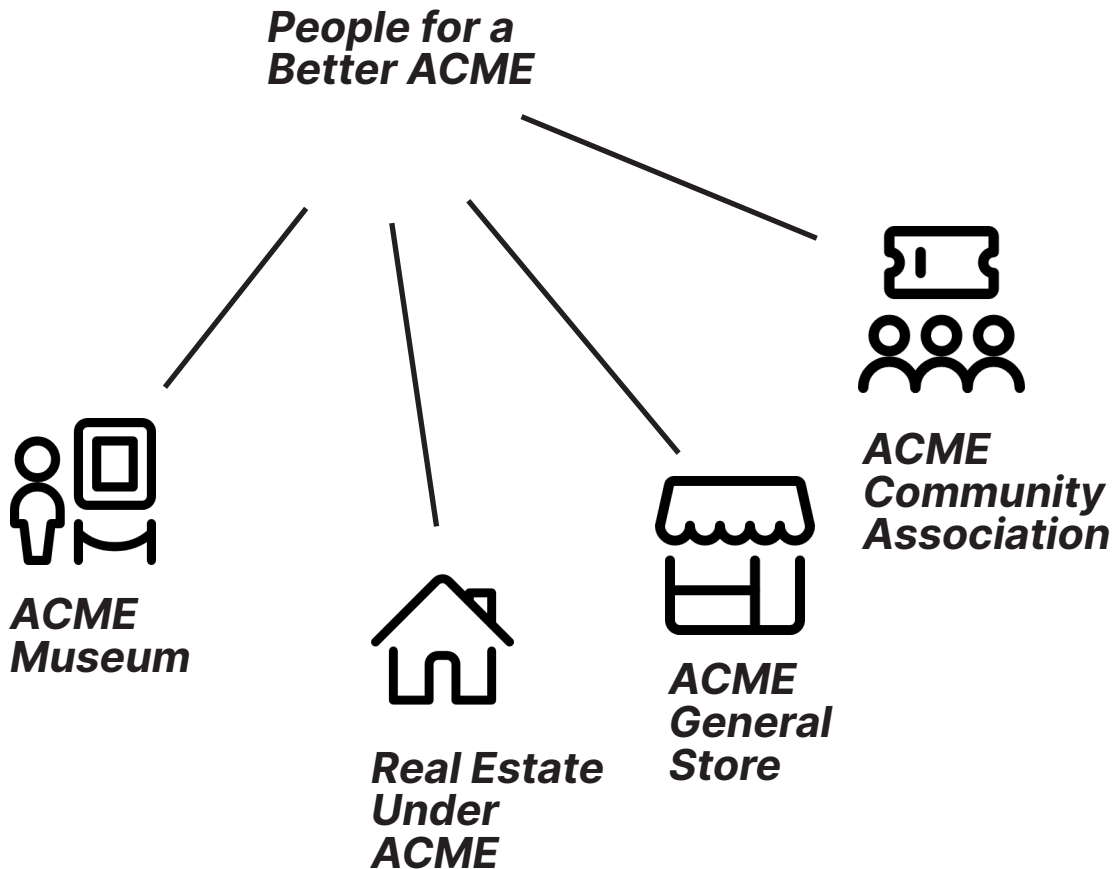 People for a
Better ACME
ACME
Community
Association
ACME
Museum
ACME
General
Store
Real Estate
Under
ACME